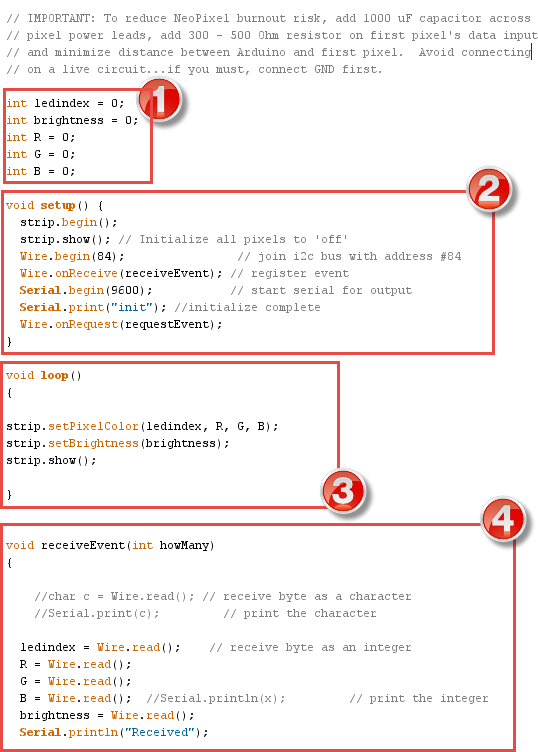 // IMPORTANT: To reduce NeoPixel burnout risk, add 1000 uF capacitor across
// pixel power leads, add 300 - 500 Ohm resistor on first pixel's data input
// and minimize distance between Arduino and first pixel.  Avoid connecting
// on a live circuit...if you must, connect GND first.
1
int ledindex = 0;
int brightness = 0;
int R = 0;
int G = 0;
int B = 0;
2
void setup() {
  strip.begin();
  strip.show(); // Initialize all pixels to 'off'
  Wire.begin(84);                // join i2c bus with address #84
  Wire.onReceive(receiveEvent); // register event
  Serial.begin(9600);           // start serial for output
  Serial.print("init"); //initialize complete
  Wire.onRequest(requestEvent);
}
void loop()
{
strip.setPixelColor(ledindex, R, G, B);
strip.setBrightness(brightness);
strip.show();
}
3
4
void receiveEvent(int howMany)
{
    //char c = Wire.read(); // receive byte as a character
    //Serial.print(c);         // print the character
  ledindex = Wire.read();    // receive byte as an integer
  R = Wire.read();
  G = Wire.read();
  B = Wire.read();  //Serial.println(x);         // print the integer
  brightness = Wire.read();
  Serial.println("Received");